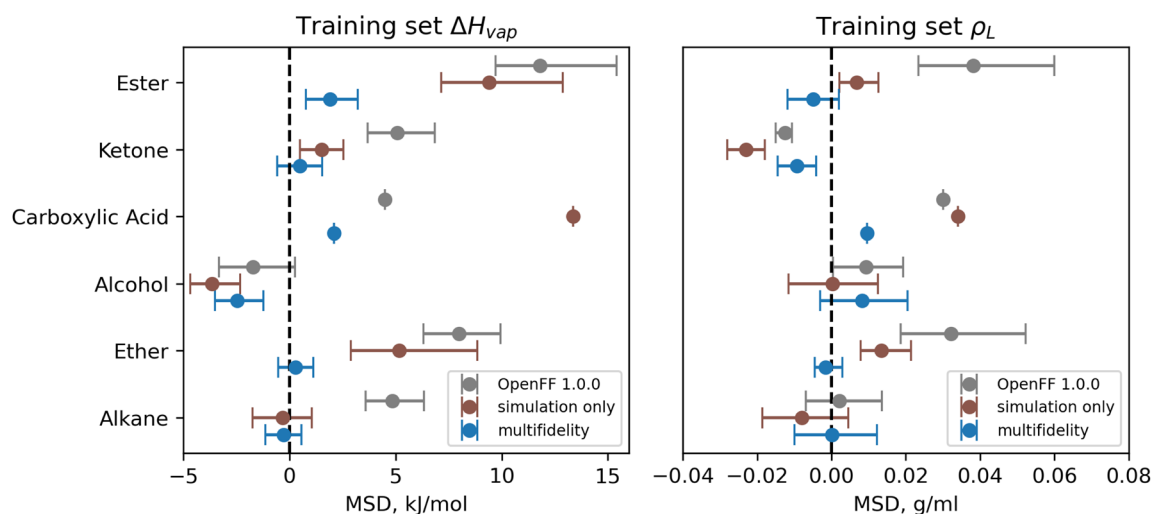 Training set ΔH_vap
Training set ρ_L
Ester
Ketone
Carboxylic Acid
Alcohol
Ether
Alkane
OpenFF 1.0.0
simulation only
multifidelity
−5 0 5 10 15
MSD, kJ/mol
OpenFF 1.0.0
simulation only
multifidelity
−0.04 −0.02 0.00 0.02 0.04 0.06 0.08
MSD, g/ml